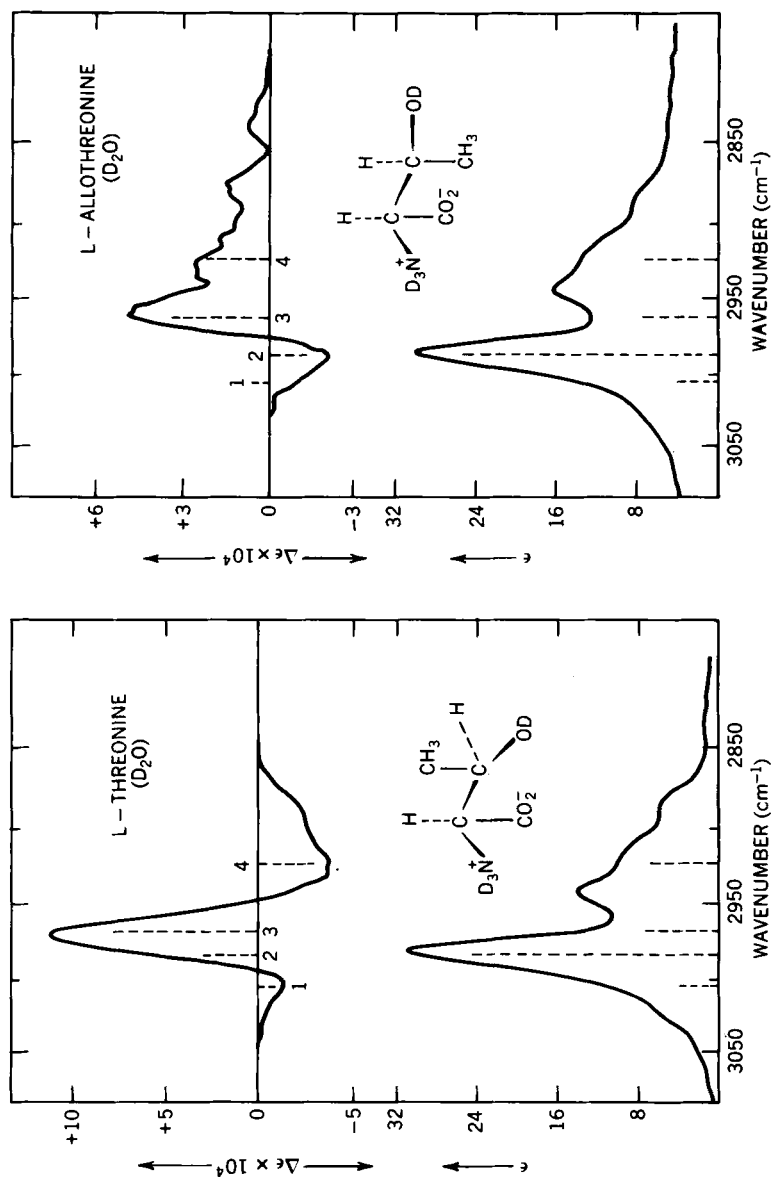 L – THREONINE
(D₂O)
+10
+5
0
-5
Δϵ × 10⁴
1
2
3
4
CH₃
H
H
C
C
D₃N⁺
CO₂⁻
OD
32
24
16
8
ϵ
3050
2950
2850
WAVENUMBER (cm⁻¹)
L – ALLOTHREONINE
(D₂O)
+6
+3
0
-3
Δϵ × 10⁴
1
2
3
4
H
H
C
C
OD
D₃N⁺
CO₂⁻
CH₃
32
24
16
8
ϵ
3050
2950
2850
WAVENUMBER (cm⁻¹)